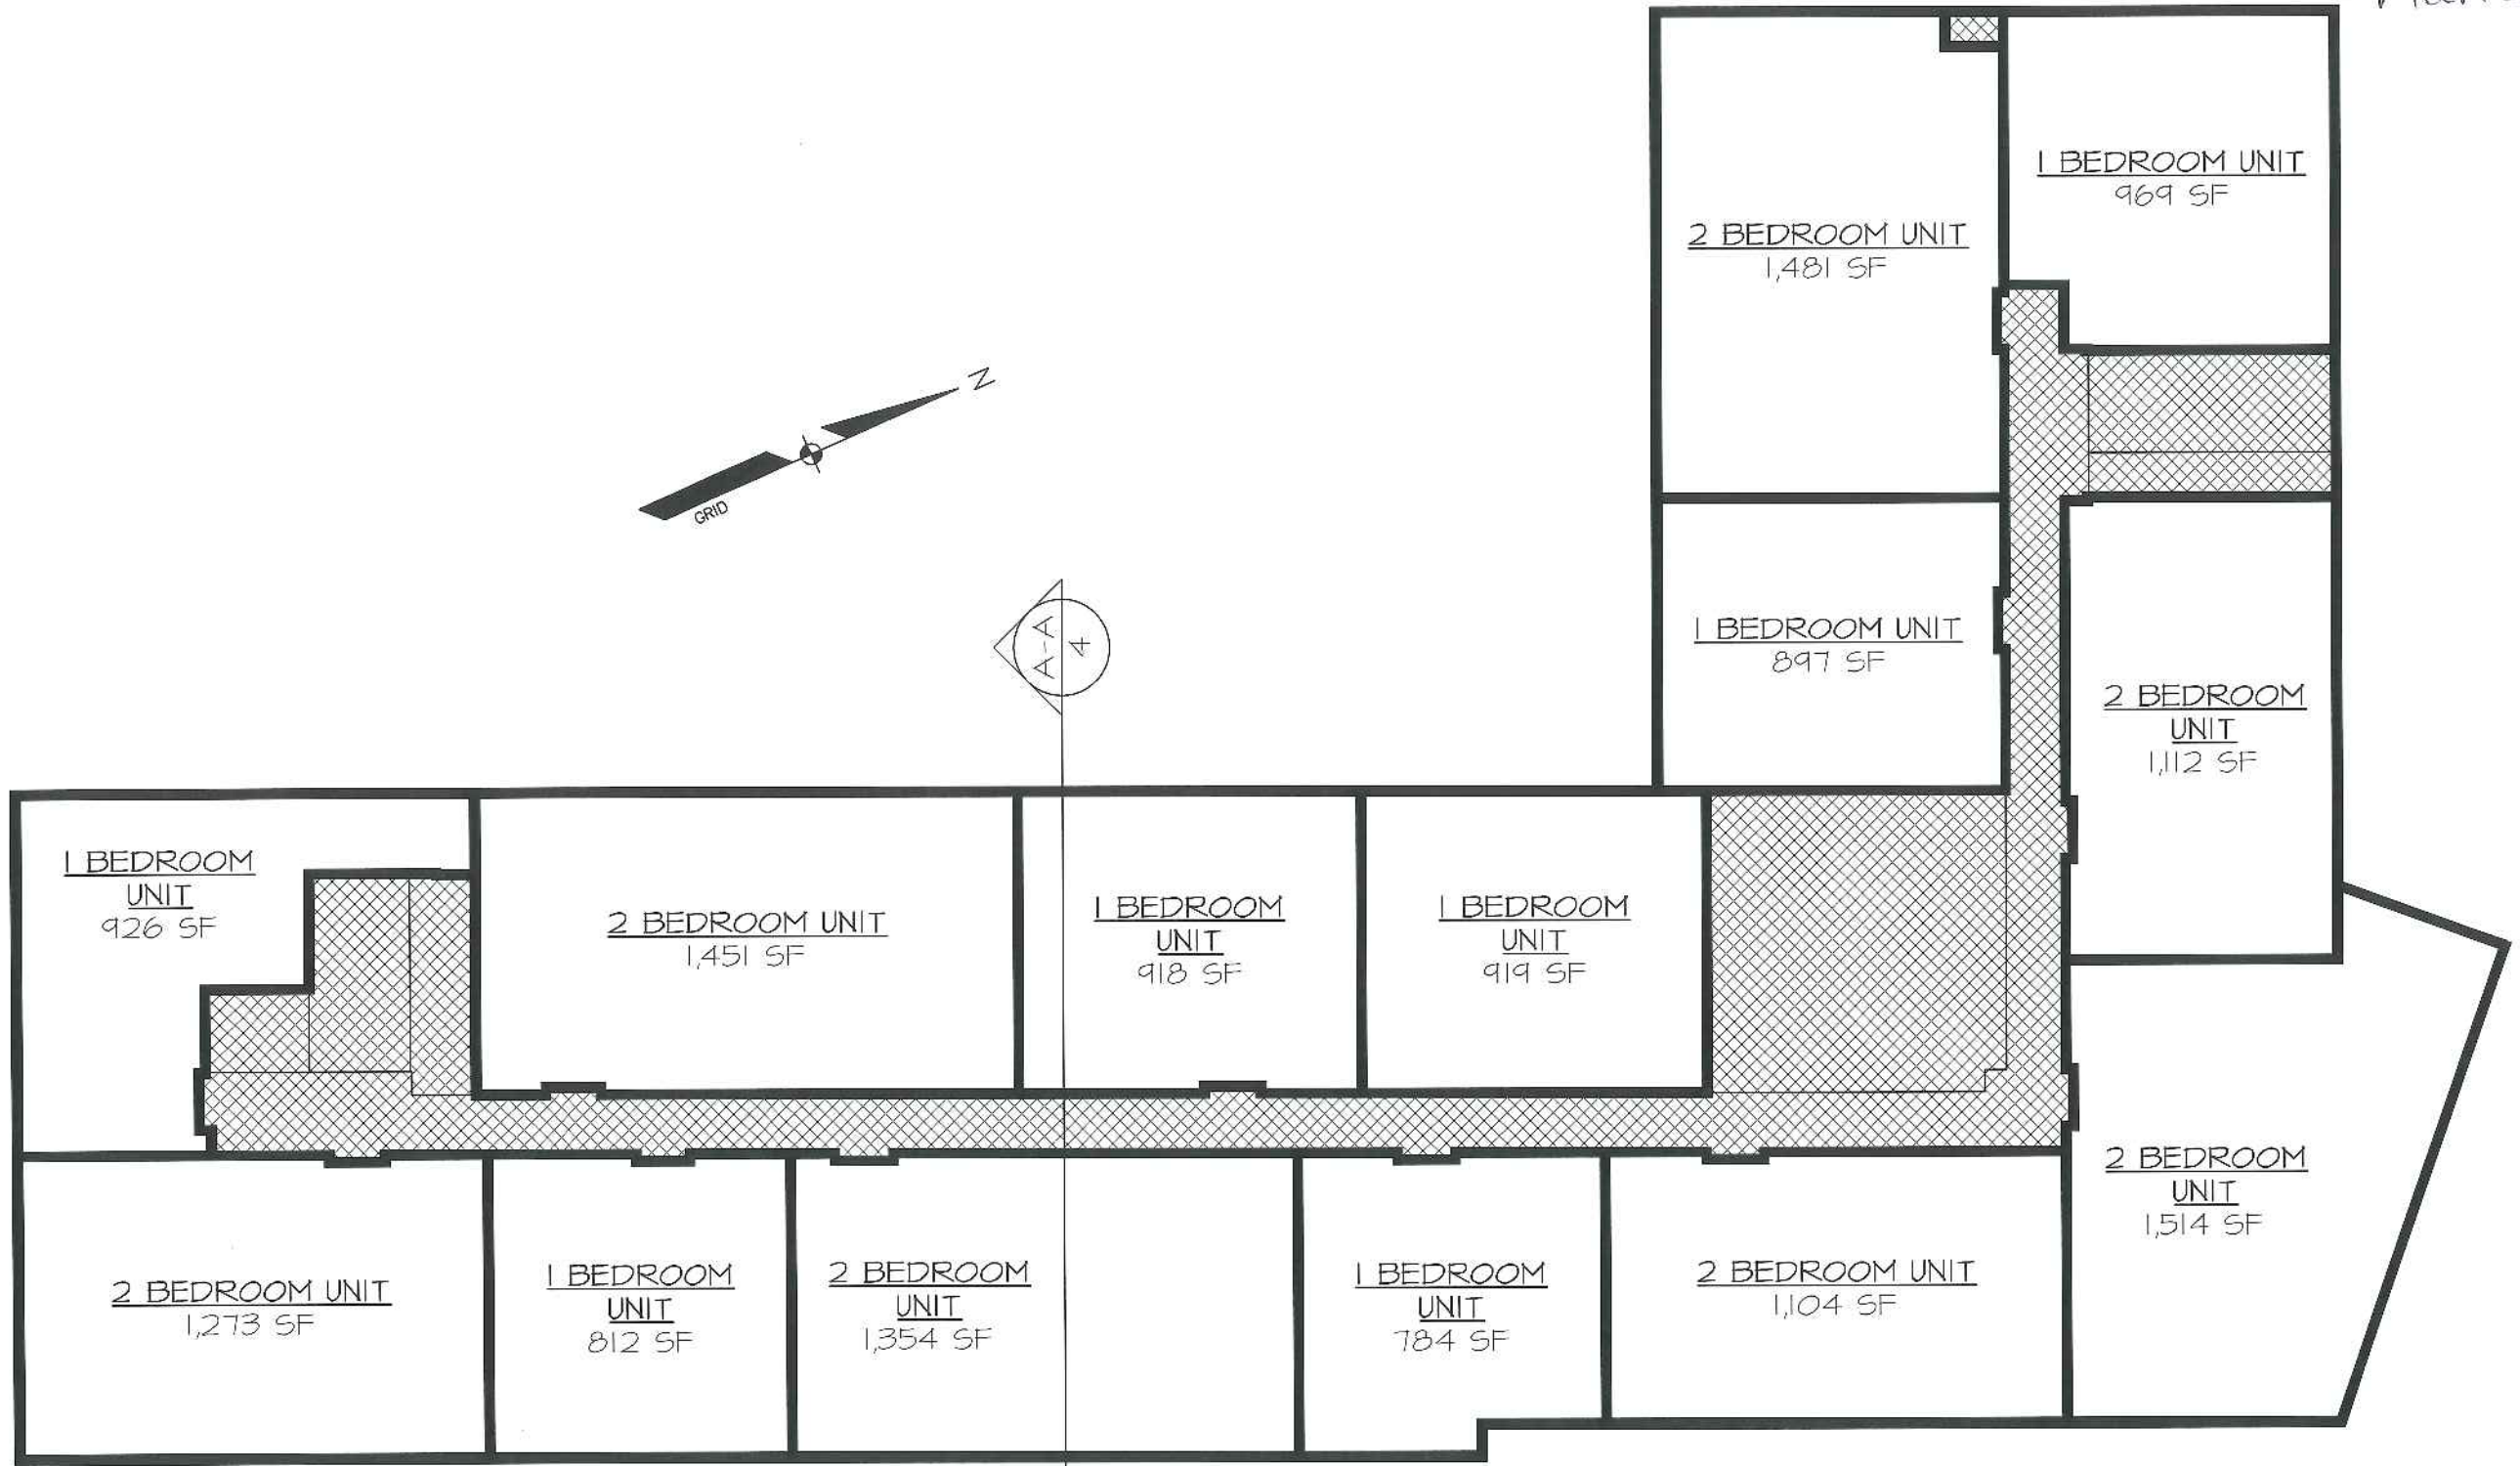 1 BEDROOM UNIT
969 SF
2 BEDROOM UNIT
1,481 SF
N
GRID
A-A
4
1 BEDROOM UNIT
897 SF
2 BEDROOM
UNIT
1,112 SF
1 BEDROOM
UNIT
926 SF
2 BEDROOM UNIT
1,451 SF
1 BEDROOM
UNIT
918 SF
1 BEDROOM
UNIT
919 SF
2 BEDROOM
UNIT
1,514 SF
2 BEDROOM UNIT
1,273 SF
1 BEDROOM
UNIT
812 SF
2 BEDROOM
UNIT
1,354 SF
1 BEDROOM
UNIT
784 SF
2 BEDROOM UNIT
1,104 SF